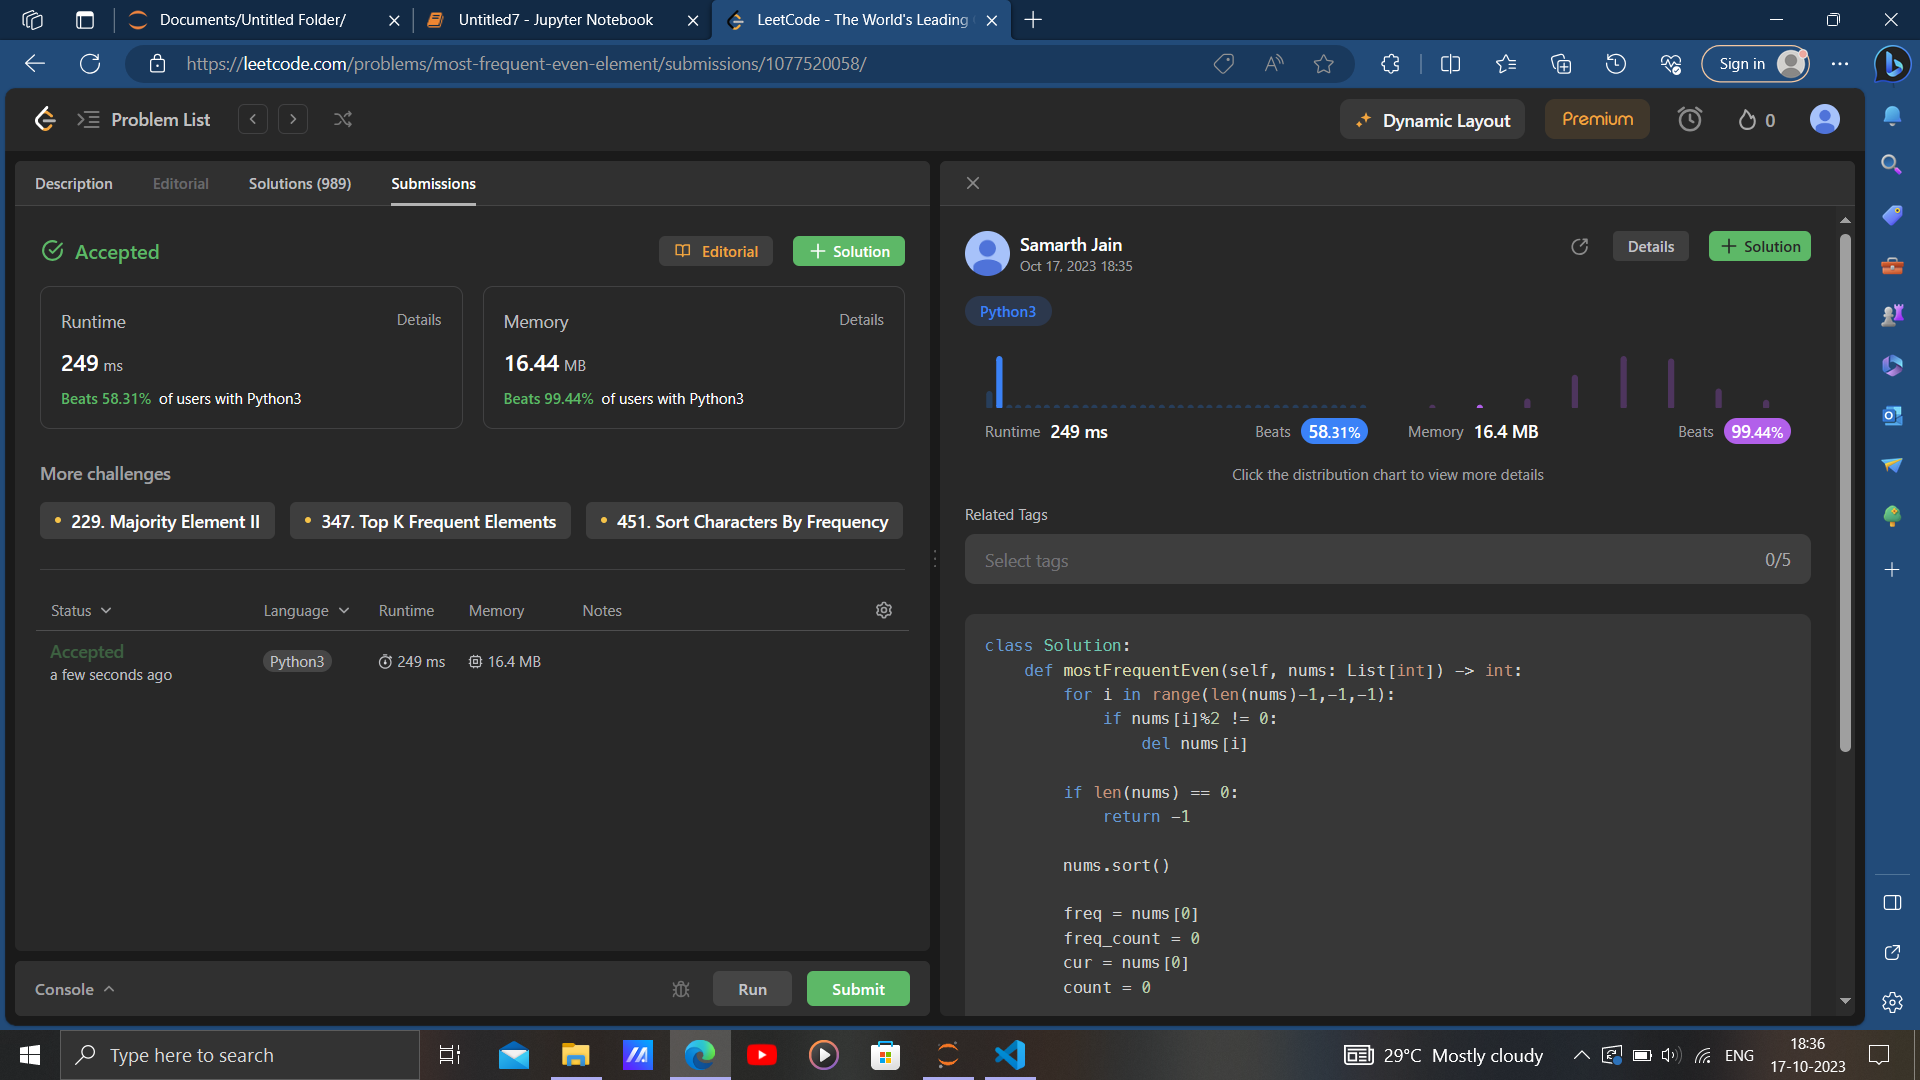 Documents/Untitled Folder/
Untitled7 - Jupyter Notebook
LeetCode - The World's Leading
https://leetcode.com/problems/most-frequent-even-element/submissions/1077520058/
Sign in
Problem List
Dynamic Layout
Premium
0
Description
Editorial
Solutions (989)
Submissions
Accepted
Editorial
Solution
Runtime
Details
249 ms
Beats 58.31% of users with Python3
Memory
Details
16.44 MB
Beats 99.44% of users with Python3
More challenges
229. Majority Element II
347. Top K Frequent Elements
451. Sort Characters By Frequency
Status
Language
Runtime
Memory
Notes
Accepted
a few seconds ago
Python3
249 ms
16.4 MB
Console
Run
Submit
Samarth Jain
Oct 17, 2023 18:35
Details
Solution
Python3
Runtime 249 ms
Beats 58.31%
Memory 16.4 MB
Beats 99.44%
Click the distribution chart to view more details
Related Tags
Select tags
0/5
class Solution:
    def mostFrequentEven(self, nums: List[int]) -> int:
        for i in range(len(nums)-1,-1,-1):
            if nums[i]%2 != 0:
                del nums[i]
        if len(nums) == 0:
            return -1
        nums.sort()
        freq = nums[0]
        freq_count = 0
        cur = nums[0]
        count = 0
Type here to search
29°C Mostly cloudy
ENG
18:36
17-10-2023